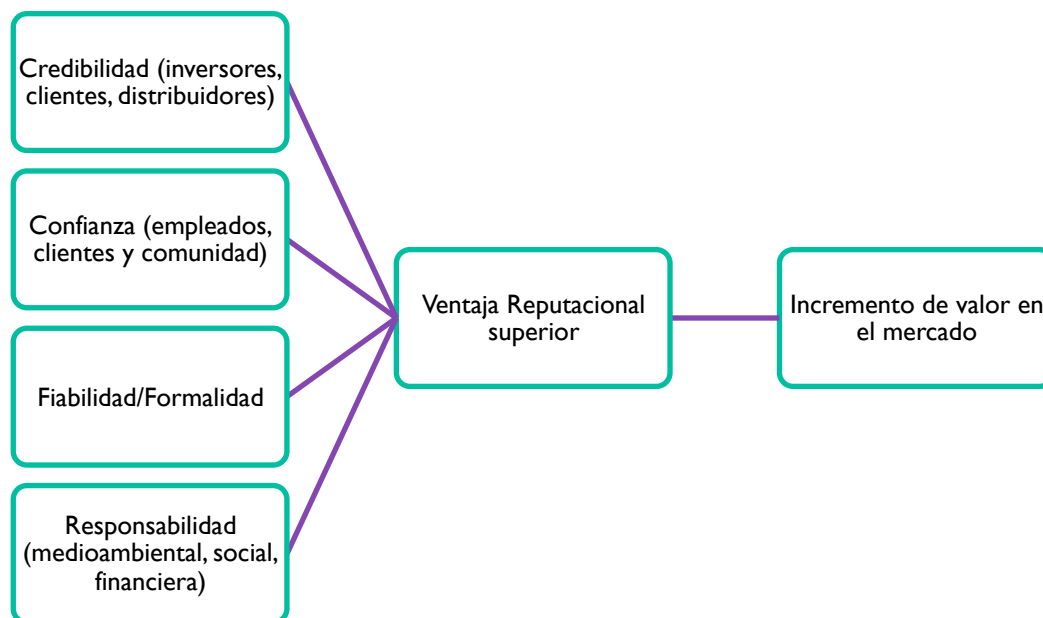 Credibilidad (inversores,
clientes, distribuidores)
Confianza (empleados,
clientes y comunidad)
Fiabilidad/Formalidad
Responsabilidad
(medioambiental, social,
financiera)
Ventaja Reputacional
superior
Incremento de valor en
el mercado